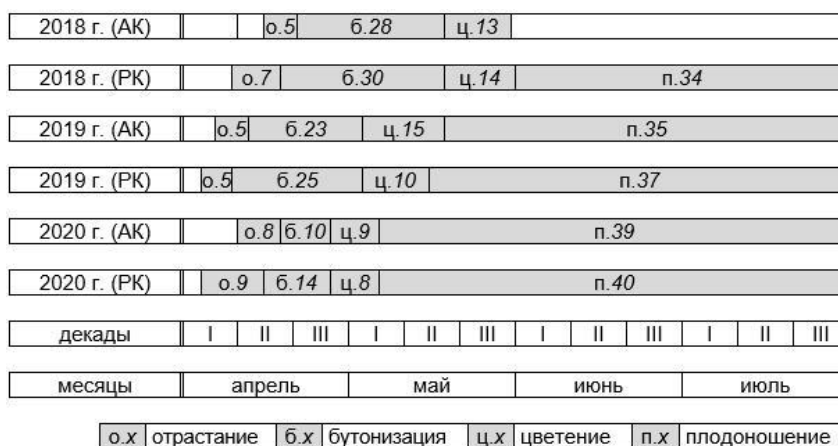 2018 г. (АК) о.5 б.28 ц.13
2018 г. (РК) о.7 б.30 ц.14 п.34
2019 г. (АК) о.5 б.23 ц.15 п.35
2019 г. (РК) о.5 б.25 ц.10 п.37
2020 г. (АК) о.8 б.10 ц.9 п.39
2020 г. (РК) о.9 б.14 ц.8 п.40
декады I II III I II III I II III I II III
месяцы апрель май июнь июль
о.х отрастание б.х бутонизация ц.х цветение п.х плодоношение